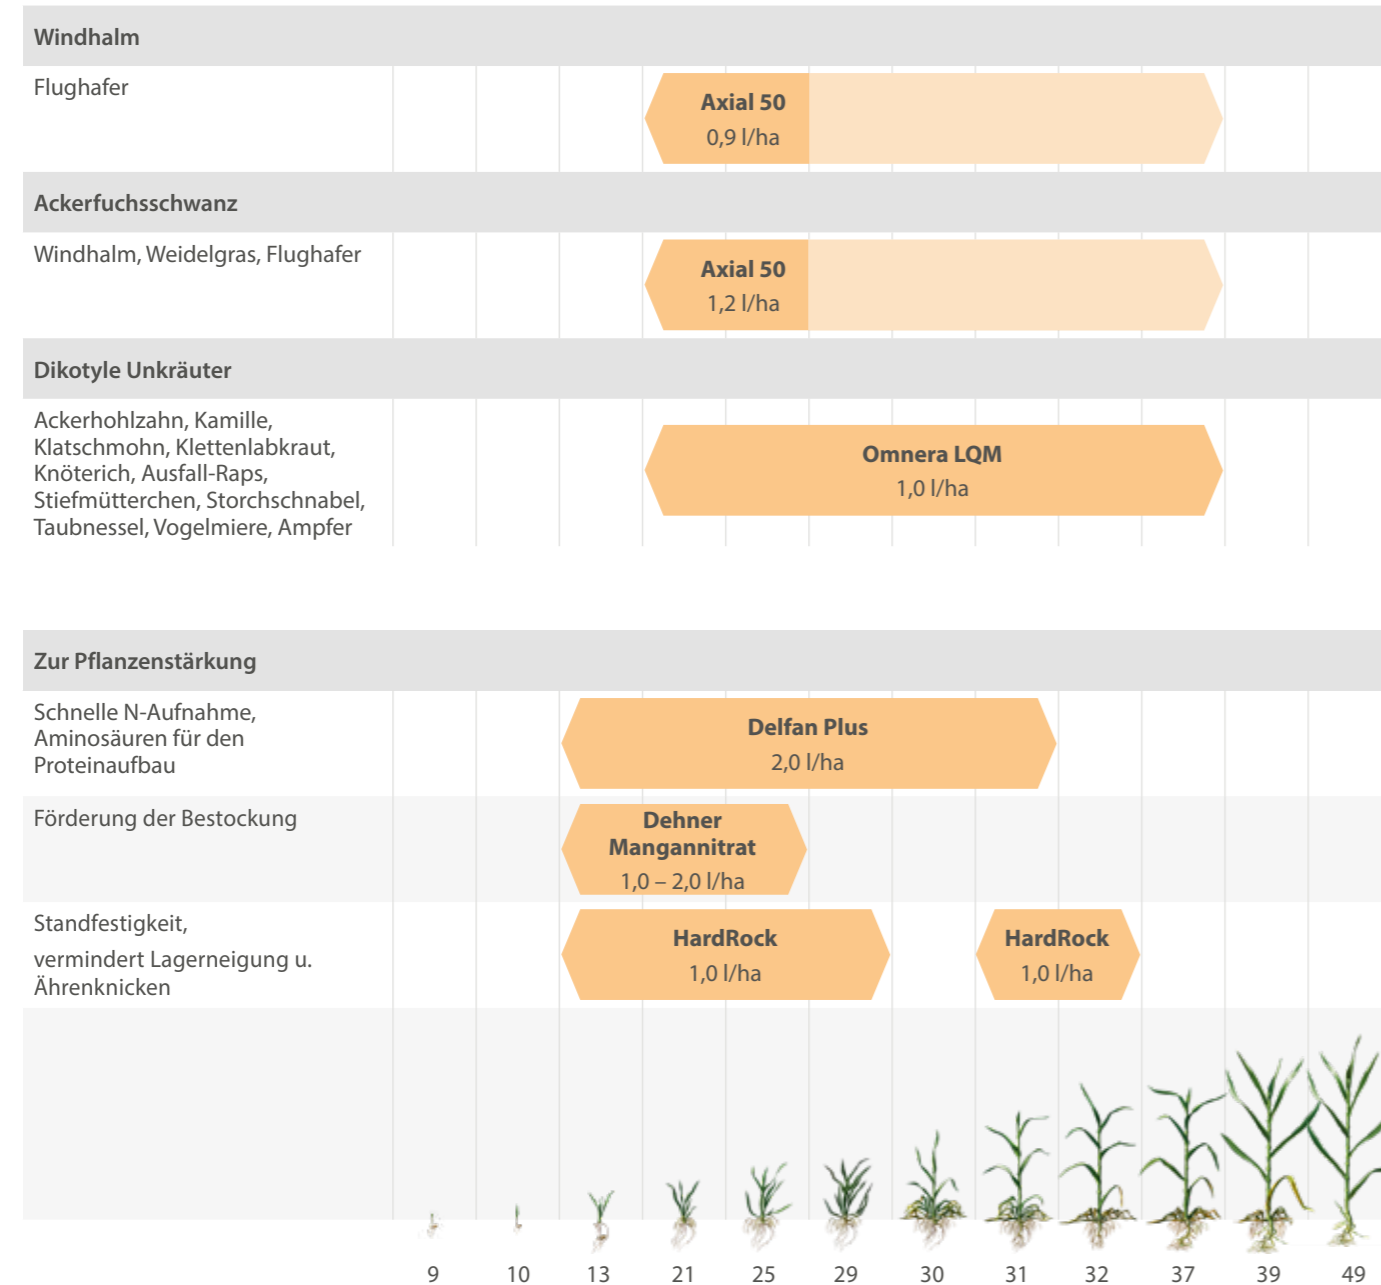 Windhalm
Flughafer
Axial 50
0,9 l/ha
Ackerfuchsschwanz
Windhalm, Weidelgras, Flughafer
Axial 50
1,2 l/ha
Dikotyle Unkräuter
Ackerhohlzahn, Kamille,
Klatschmohn, Klettenlabkraut,
Knöterich, Ausfall-Raps,
Stiefmütterchen, Storchschnabel,
Taubnessel, Vogelmiere, Ampfer
Omnera LQM
1,0 l/ha
Zur Pflanzenstärkung
Schnelle N-Aufnahme,
Aminosäuren für den
Proteinaufbau
Delfan Plus
2,0 l/ha
Förderung der Bestockung
Dehner
Mangannitrat
1,0 – 2,0 l/ha
Standfestigkeit,
vermindert Lagerneigung u.
Ährenknicken
HardRock
1,0 l/ha
HardRock
1,0 l/ha
9 10 13 21 25 29 30 31 32 37 39 49